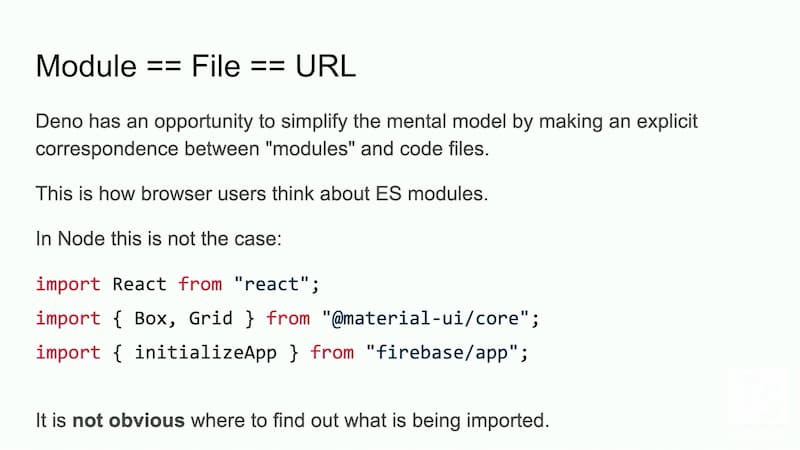 Module == File == URL
Deno has an opportunity to simplify the mental model by making an explicit
correspondence between "modules" and code files.
This is how browser users think about ES modules.
In Node this is not the case:
import React from "react";
import { Box, Grid } from "@material-ui/core";
import { initializeApp } from "firebase/app";
It is not obvious where to find out what is being imported.